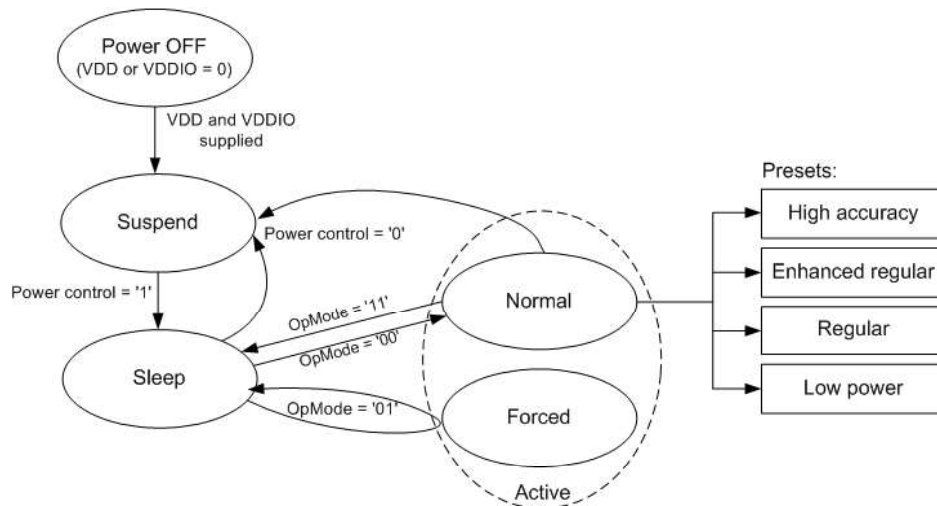 Power OFF
(VDD or VDDIO = 0)
VDD and VDDIO
supplied
Suspend
Power control = '0'
Power control = '1'
Sleep
OpMode = '11'
OpMode = '00'
OpMode = '01'
Normal
Forced
Active
Presets:
High accuracy
Enhanced regular
Regular
Low power